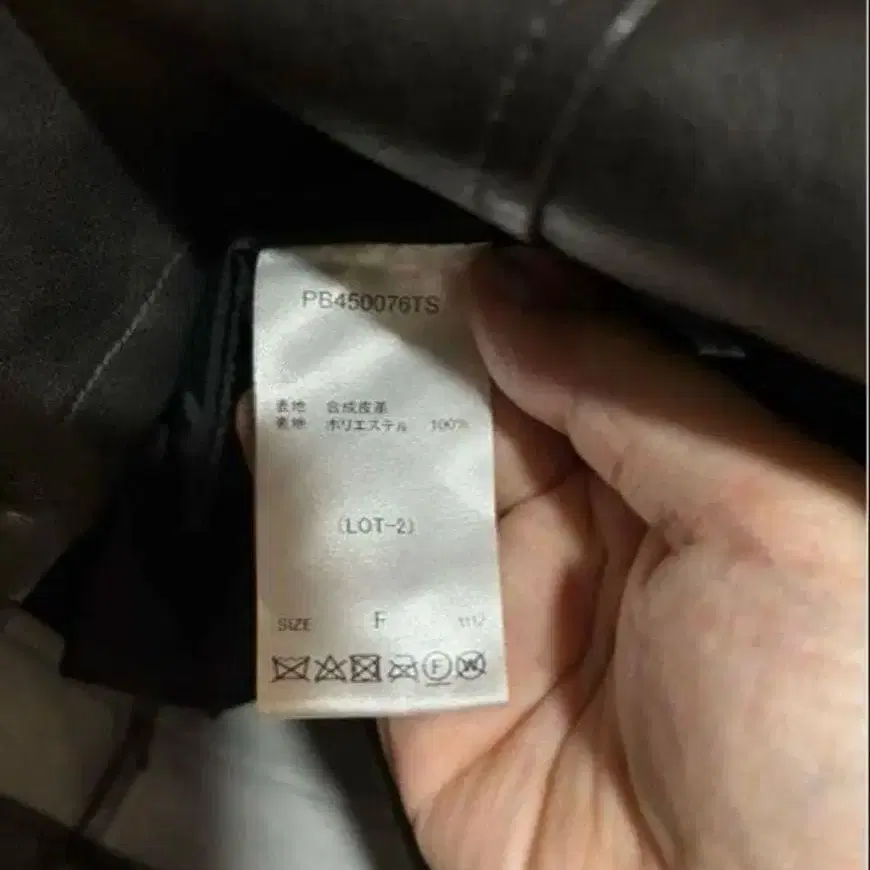 PB450076TS
表地 合成皮革
裏地 ポリエステル 100%
(LOT-2)
SIZE F
F W